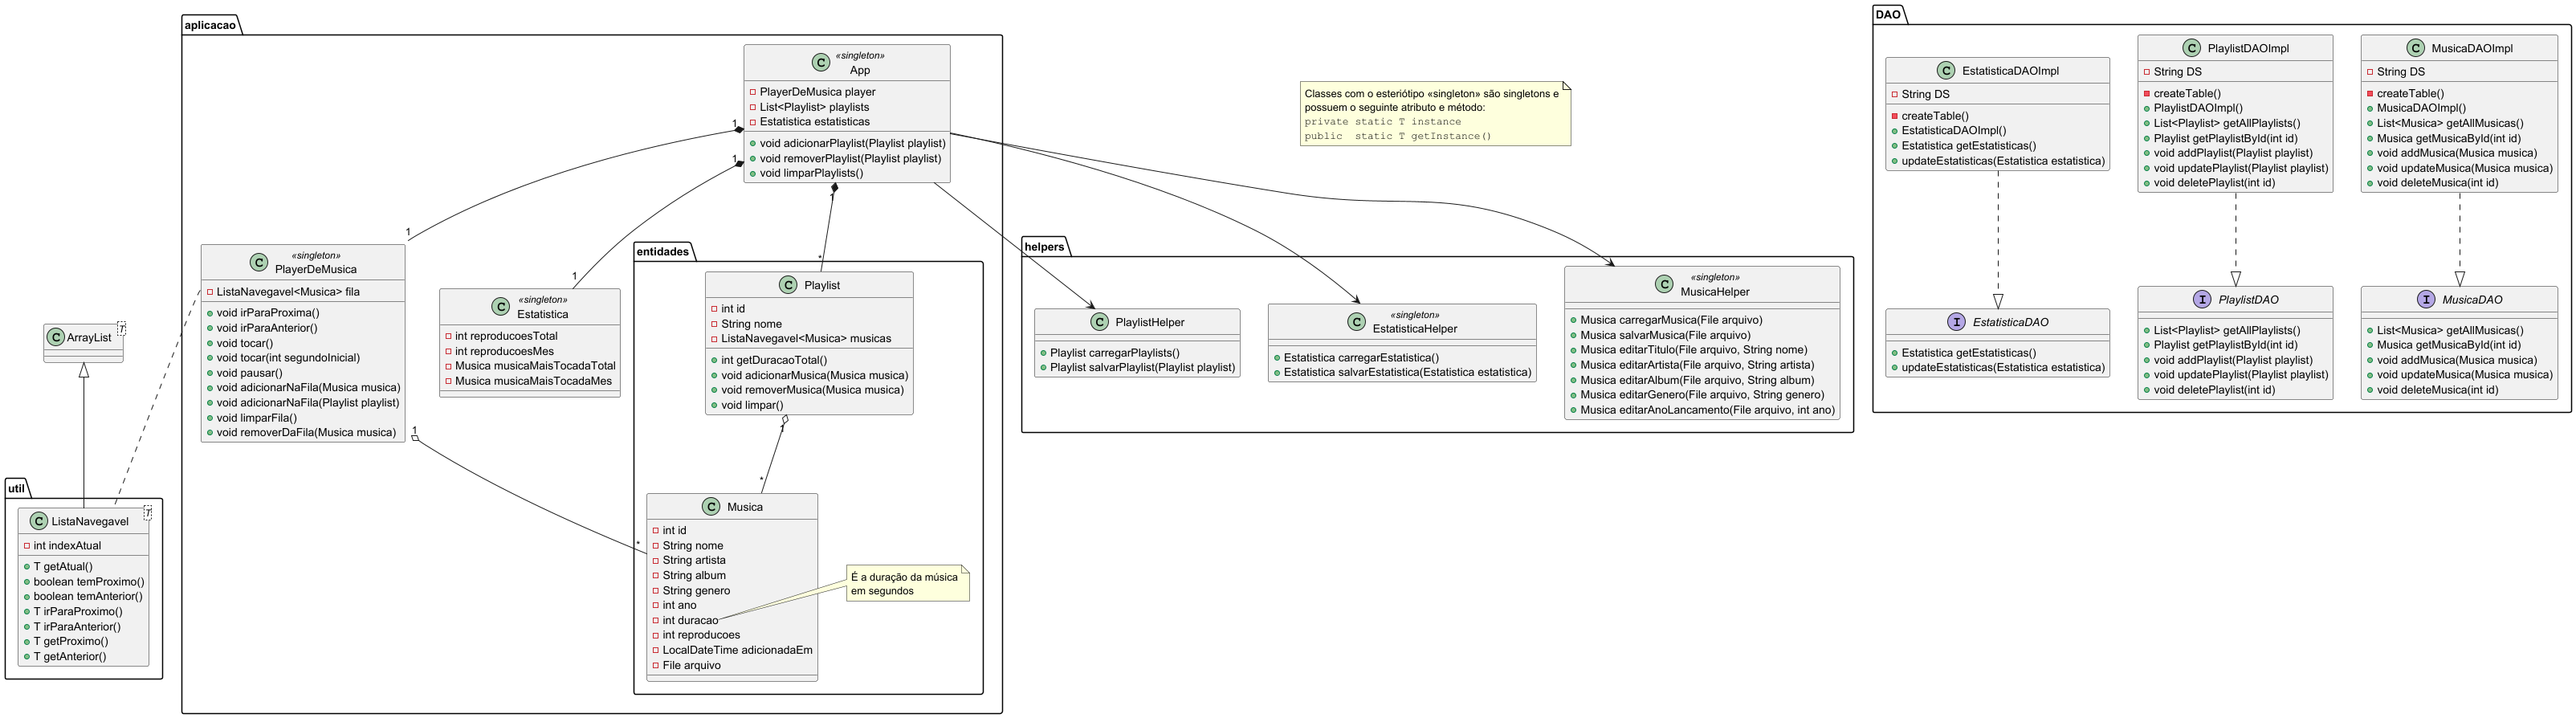 aplicacao
«singleton»
App
PlayerDeMusica player
List<Playlist> playlists
Estatistica estatisticas
void adicionarPlaylist(Playlist playlist)
void removerPlaylist(Playlist playlist)
void limparPlaylists()
1
1
1
1
1
*
«singleton»
PlayerDeMusica
ListaNavegavel<Musica> fila
void irParaProxima()
void irParaAnterior()
void tocar()
void tocar(int segundoInicial)
void pausar()
void adicionarNaFila(Musica musica)
void adicionarNaFila(Playlist playlist)
void limparFila()
void removerDaFila(Musica musica)
1
*
«singleton»
Estatistica
int reproducoesTotal
int reproducoesMes
Musica musicaMaisTocadaTotal
Musica musicaMaisTocadaMes
entidades
Playlist
int id
String nome
ListaNavegavel<Musica> musicas
int getDuracaoTotal()
void adicionarMusica(Musica musica)
void removerMusica(Musica musica)
void limpar()
1
*
Musica
int id
String nome
String artista
String album
String genero
int ano
int duracao
int reproducoes
LocalDateTime adicionadaEm
File arquivo
É a duração da música
em segundos
ArrayList
T
util
ListaNavegavel
T
int indexAtual
T getAtual()
boolean temProximo()
boolean temAnterior()
T irParaProximo()
T irParaAnterior()
T getProximo()
T getAnterior()
Classes com o esteriótipo «singleton» são singletons e
possuem o seguinte atributo e método:
private static T instance
public  static T getInstance()
helpers
PlaylistHelper
Playlist carregarPlaylists()
Playlist salvarPlaylist(Playlist playlist)
«singleton»
EstatisticaHelper
Estatistica carregarEstatistica()
Estatistica salvarEstatistica(Estatistica estatistica)
«singleton»
MusicaHelper
Musica carregarMusica(File arquivo)
Musica salvarMusica(File arquivo)
Musica editarTitulo(File arquivo, String nome)
Musica editarArtista(File arquivo, String artista)
Musica editarAlbum(File arquivo, String album)
Musica editarGenero(File arquivo, String genero)
Musica editarAnoLancamento(File arquivo, int ano)
DAO
EstatisticaDAOImpl
String DS
createTable()
EstatisticaDAOImpl()
Estatistica getEstatisticas()
updateEstatisticas(Estatistica estatistica)
PlaylistDAOImpl
String DS
createTable()
PlaylistDAOImpl()
List<Playlist> getAllPlaylists()
Playlist getPlaylistById(int id)
void addPlaylist(Playlist playlist)
void updatePlaylist(Playlist playlist)
void deletePlaylist(int id)
MusicaDAOImpl
String DS
createTable()
MusicaDAOImpl()
List<Musica> getAllMusicas()
Musica getMusicaById(int id)
void addMusica(Musica musica)
void updateMusica(Musica musica)
void deleteMusica(int id)
EstatisticaDAO
Estatistica getEstatisticas()
updateEstatisticas(Estatistica estatistica)
PlaylistDAO
List<Playlist> getAllPlaylists()
Playlist getPlaylistById(int id)
void addPlaylist(Playlist playlist)
void updatePlaylist(Playlist playlist)
void deletePlaylist(int id)
MusicaDAO
List<Musica> getAllMusicas()
Musica getMusicaById(int id)
void addMusica(Musica musica)
void updateMusica(Musica musica)
void deleteMusica(int id)